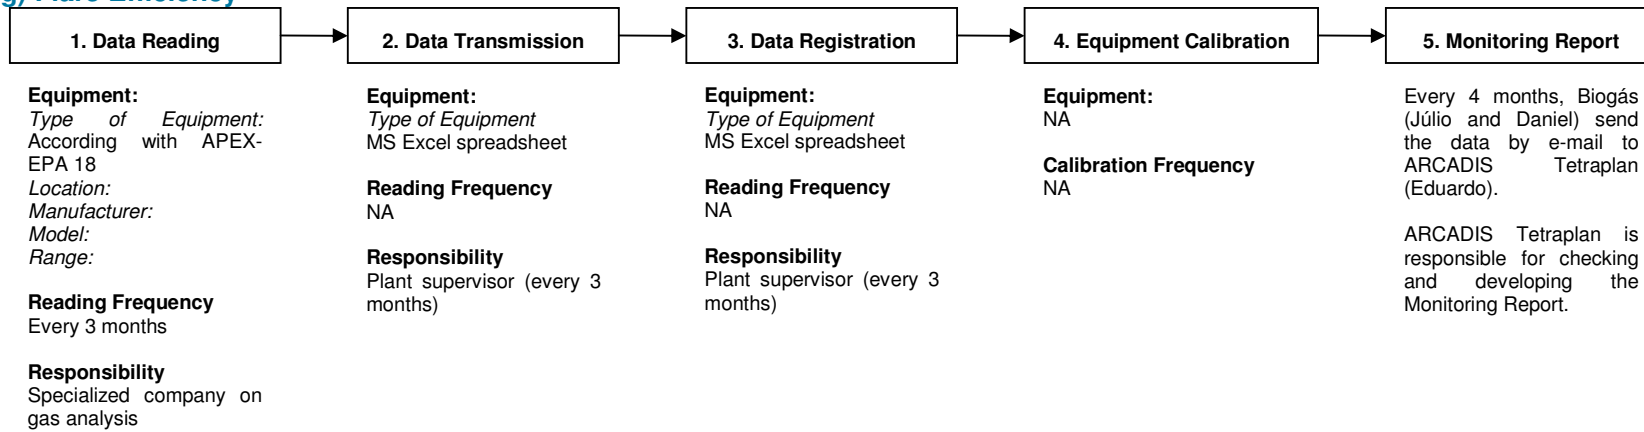 g) Flare Efficiency
1. Data Reading
2. Data Transmission
3. Data Registration
4. Equipment Calibration
5. Monitoring Report
Equipment:
Type of Equipment:
According with APEX-
EPA 18
Location:
Manufacturer:
Model:
Range:
Reading Frequency
Every 3 months
Responsibility
Specialized company on
gas analysis
Equipment:
Type of Equipment
MS Excel spreadsheet
Reading Frequency
NA
Responsibility
Plant supervisor (every 3
months)
Equipment:
Type of Equipment
MS Excel spreadsheet
Reading Frequency
NA
Responsibility
Plant supervisor (every 3
months)
Equipment:
NA
Calibration Frequency
NA
Every 4 months, Biogás
(Júlio and Daniel) send
the data by e-mail to
ARCADIS Tetraplan
(Eduardo).
ARCADIS Tetraplan is
responsible for checking
and developing the
Monitoring Report.